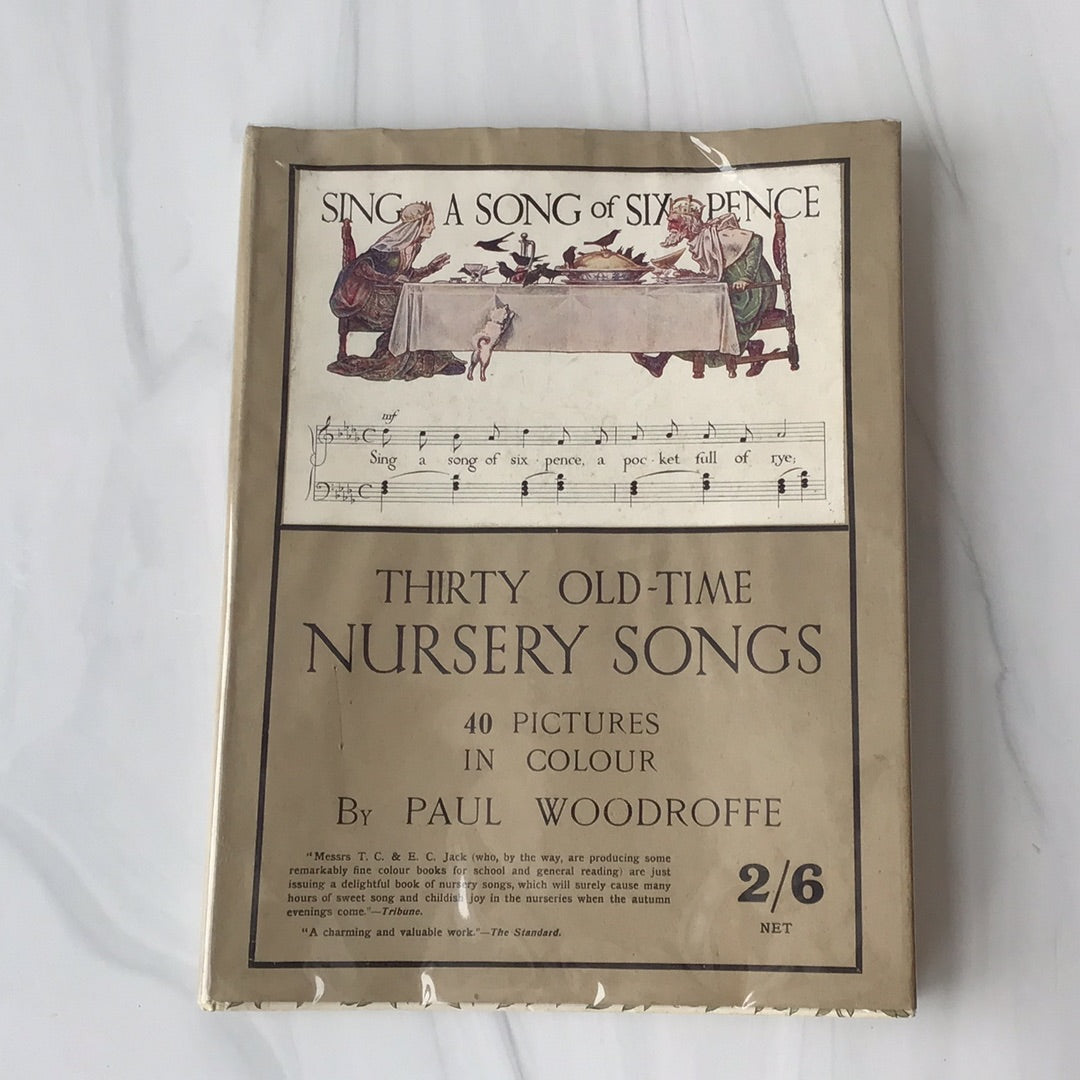 SING A SONG of SIXPENCE
mf
Sing a song of six - pence, a poc - ket full of rye;
THIRTY OLD-TIME
NURSERY SONGS
40 PICTURES
IN COLOUR
By PAUL WOODROFFE
"Messrs T. C. & E. C. Jack (who, by the way, are producing some
remarkably fine colour books for school and general reading) are just
issuing a delightful book of nursery songs, which will surely cause many
hours of sweet song and childish joy in the nurseries when the autumn
evenings come."—Tribune.
"A charming and valuable work."—The Standard.
2/6
NET